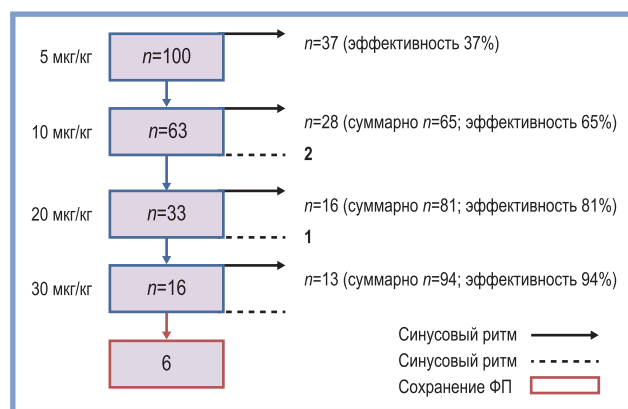 5 мкг/кг n=100 n=37 (эффективность 37%)
10 мкг/кг n=63 n=28 (суммарно n=65; эффективность 65%)
2
20 мкг/кг n=33 n=16 (суммарно n=81; эффективность 81%)
1
30 мкг/кг n=16 n=13 (суммарно n=94; эффективность 94%)
6
Синусовый ритм
Синусовый ритм
Сохранение ФП